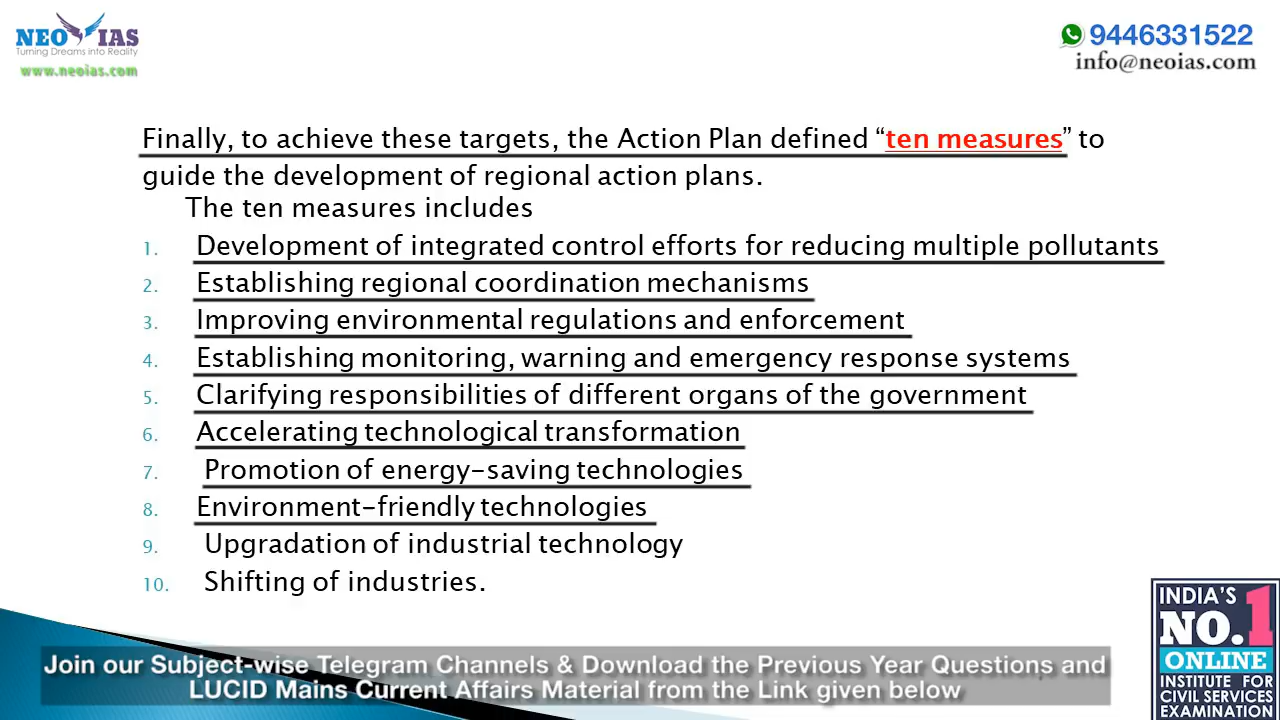 NEO IAS
Turning Dreams into Reality
www.neoias.com
9446331522
info@neoias.com
Finally, to achieve these targets, the Action Plan defined “ten measures” to
guide the development of regional action plans.
The ten measures includes
1. Development of integrated control efforts for reducing multiple pollutants
2. Establishing regional coordination mechanisms
3. Improving environmental regulations and enforcement
4. Establishing monitoring, warning and emergency response systems
5. Clarifying responsibilities of different organs of the government
6. Accelerating technological transformation
7. Promotion of energy-saving technologies
8. Environment-friendly technologies
9. Upgradation of industrial technology
10. Shifting of industries.
INDIA'S
NO.1
ONLINE
INSTITUTE FOR
CIVIL SERVICES
EXAMINATION
Join our Subject-wise Telegram Channels & Download the Previous Year Questions and
LUCID Mains Current Affairs Material from the Link given below